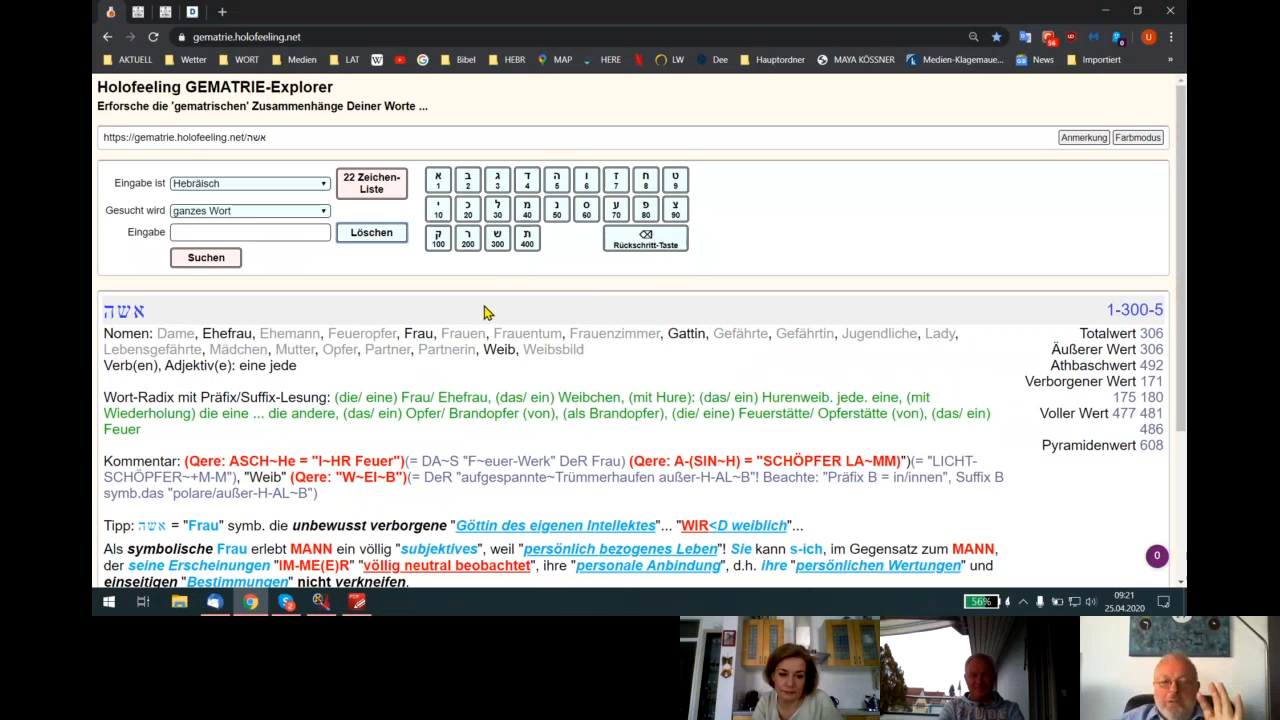 gematrie.holofeeling.net
AKTUELL Wetter WORT Medien LAT Bibel HEBR MAP HERE LW Dee Hauptordner MAYA KÖSSNER Medien-Klagemaue... News Importiert »
Holofeeling GEMATRIE-Explorer
Erforsche die 'gematrischen' Zusammenhänge Deiner Worte ...
https://gematrie.holofeeling.net/אשה Anmerkung Farbmodus
Eingabe ist Hebräisch
22 Zeichen-Liste
א 1 ב 2 ג 3 ד 4 ה 5 ו 6 ז 7 ח 8 ט 9
Gesucht wird ganzes Wort
י 10 כ 20 ל 30 מ 40 נ 50 ס 60 ע 70 פ 80 צ 90
Eingabe Löschen
ק 100 ר 200 ש 300 ת 400 Rückschritt-Taste
Suchen
אשה 1-300-5
Nomen: Dame, Ehefrau, Ehemann, Feueropfer, Frau, Frauen, Frauentum, Frauenzimmer, Gattin, Gefährte, Gefährtin, Jugendliche, Lady,
Lebensgefährte, Mädchen, Mutter, Opfer, Partner, Partnerin, Weib, Weibsbild
Verb(en), Adjektiv(e): eine jede
Totalwert 306
Äußerer Wert 306
Athbaschwert 492
Verborgener Wert 171
175 180
Voller Wert 477 481
486
Pyramidenwert 608
Wort-Radix mit Präfix/Suffix-Lesung: (die/ eine) Frau/ Ehefrau, (das/ ein) Weibchen, (mit Hure): (das/ ein) Hurenweib. jede. eine, (mit
Wiederholung) die eine ... die andere, (das/ ein) Opfer/ Brandopfer (von), (als Brandopfer), (die/ eine) Feuerstätte/ Opferstätte (von), (das/ ein)
Feuer
Kommentar: (Qere: ASCH~He = "I~HR Feuer")(= DA~S "F~euer-Werk" DeR Frau) (Qere: A-(SIN~H) = "SCHÖPFER LA~MM)")(= "LICHT-
SCHÖPFER~+M-M"), "Weib" (Qere: "W~EI~B")(= DeR "aufgespannte~Trümmerhaufen außer-H-AL~B"! Beachte: "Präfix B = in/innen", Suffix B
symb.das "polare/außer-H-AL~B")
Tipp: אשה = "Frau" symb. die unbewusst verborgene "Göttin des eigenen Intellektes"... "WIR<D weiblich"...
Als symbolische Frau erlebt MANN ein völlig "subjektives", weil "persönlich bezogenes Leben"! Sie kann s-ich, im Gegensatz zum MANN,
der seine Erscheinungen "IM-ME(E)R" "völlig neutral beobachtet", ihre "personale Anbindung", d.h. ihre "persönlichen Wertungen" und
einseitigen "Bestimmungen" nicht verkneifen.
0
56%
09:21
25.04.2020